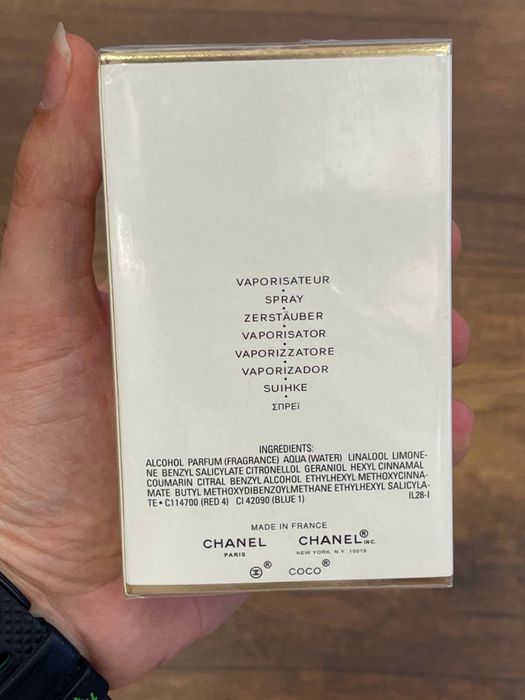 VAPORISATEUR
•
SPRAY
•
ZERSTÄUBER
•
VAPORISATOR
•
VAPORIZZATORE
•
VAPORIZADOR
•
SUIHKE
•
ΣΠΡΕϊ
INGREDIENTS:
ALCOHOL PARFUM (FRAGRANCE) AQUA (WATER) LINALOOL LIMONE-
NE BENZYL SALICYLATE CITRONELLOL GERANIOL HEXYL CINNAMAL
COUMARIN CITRAL BENZYL ALCOHOL ETHYLHEXYL METHOXYCINNA-
MATE BUTYL METHOXYDIBENZOYLMETHANE ETHYLHEXYL SALICYLA-
TE • C114700 (RED 4) CI 42090 (BLUE 1) IL28-I
MADE IN FRANCE
CHANEL CHANEL® INC.
PARIS NEW YORK, N.Y. 10019
® COCO®